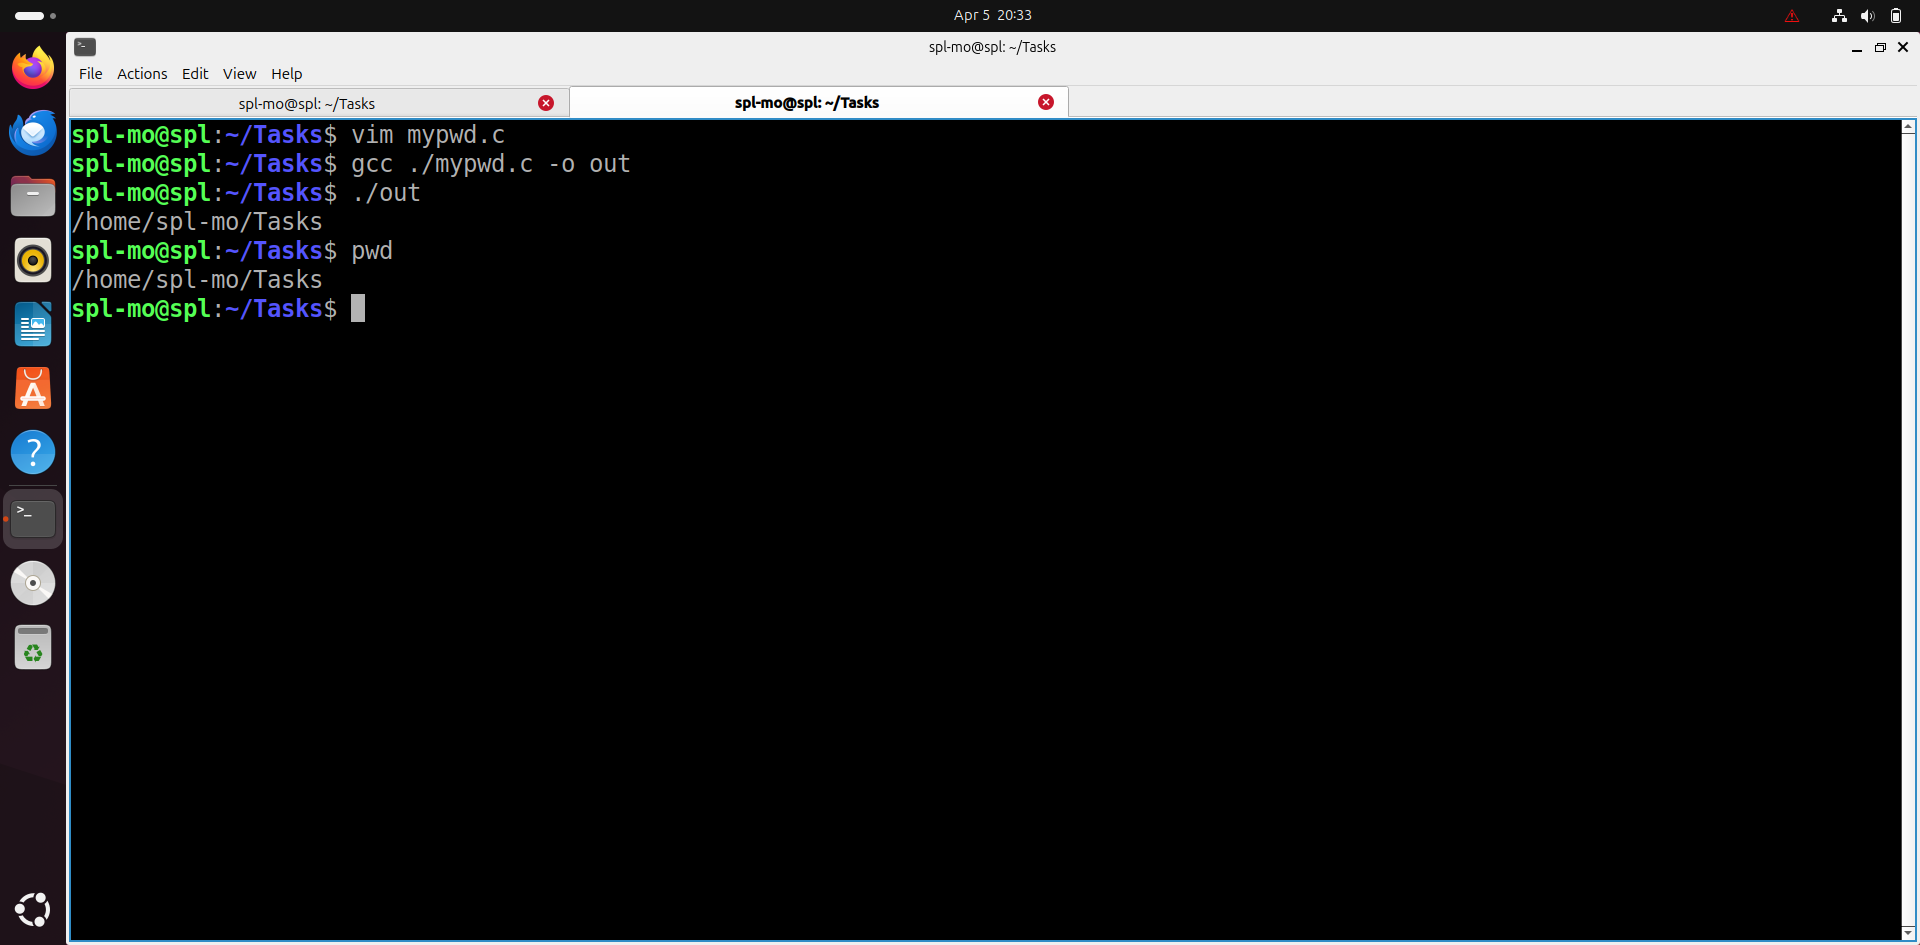 Apr 5 20:33
spl-mo@spl: ~/Tasks
File Actions Edit View Help
spl-mo@spl: ~/Tasks
spl-mo@spl: ~/Tasks
spl-mo@spl:~/Tasks$ vim mypwd.c
spl-mo@spl:~/Tasks$ gcc ./mypwd.c -o out
spl-mo@spl:~/Tasks$ ./out
/home/spl-mo/Tasks
spl-mo@spl:~/Tasks$ pwd
/home/spl-mo/Tasks
spl-mo@spl:~/Tasks$